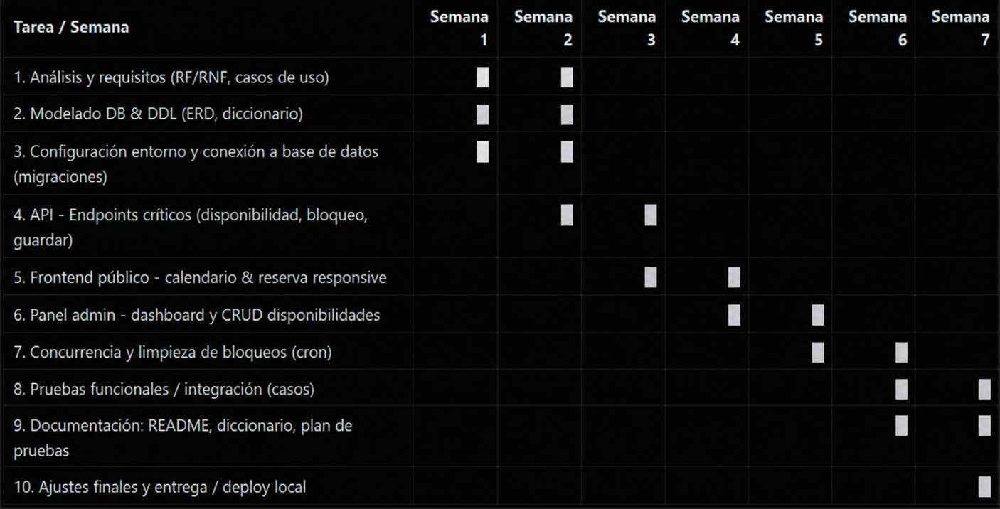 Tarea / Semana
Semana 1
Semana 2
Semana 3
Semana 4
Semana 5
Semana 6
Semana 7
1. Análisis y requisitos (RF/RNF, casos de uso)
2. Modelado DB & DDL (ERD, diccionario)
3. Configuración entorno y conexión a base de datos
(migraciones)
4. API - Endpoints críticos (disponibilidad, bloqueo,
guardar)
5. Frontend público - calendario & reserva responsive
6. Panel admin - dashboard y CRUD disponibilidades
7. Concurrencia y limpieza de bloqueos (cron)
8. Pruebas funcionales / integración (casos)
9. Documentación: README, diccionario, plan de
pruebas
10. Ajustes finales y entrega / deploy local